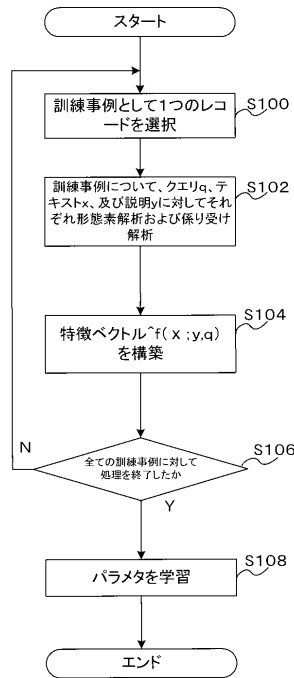 スタート
訓練事例として1つのレコ
ードを選択
S100
訓練事例について、クエリq、テ
キストx、及び説明yに対してそれ
ぞれ形態素解析および係り受け
解析
S102
特徴ベクトル^f(x;y,q)
を構築
S104
全ての訓練事例に対して
処理を終了したか
S106
N
Y
パラメタを学習
S108
エンド